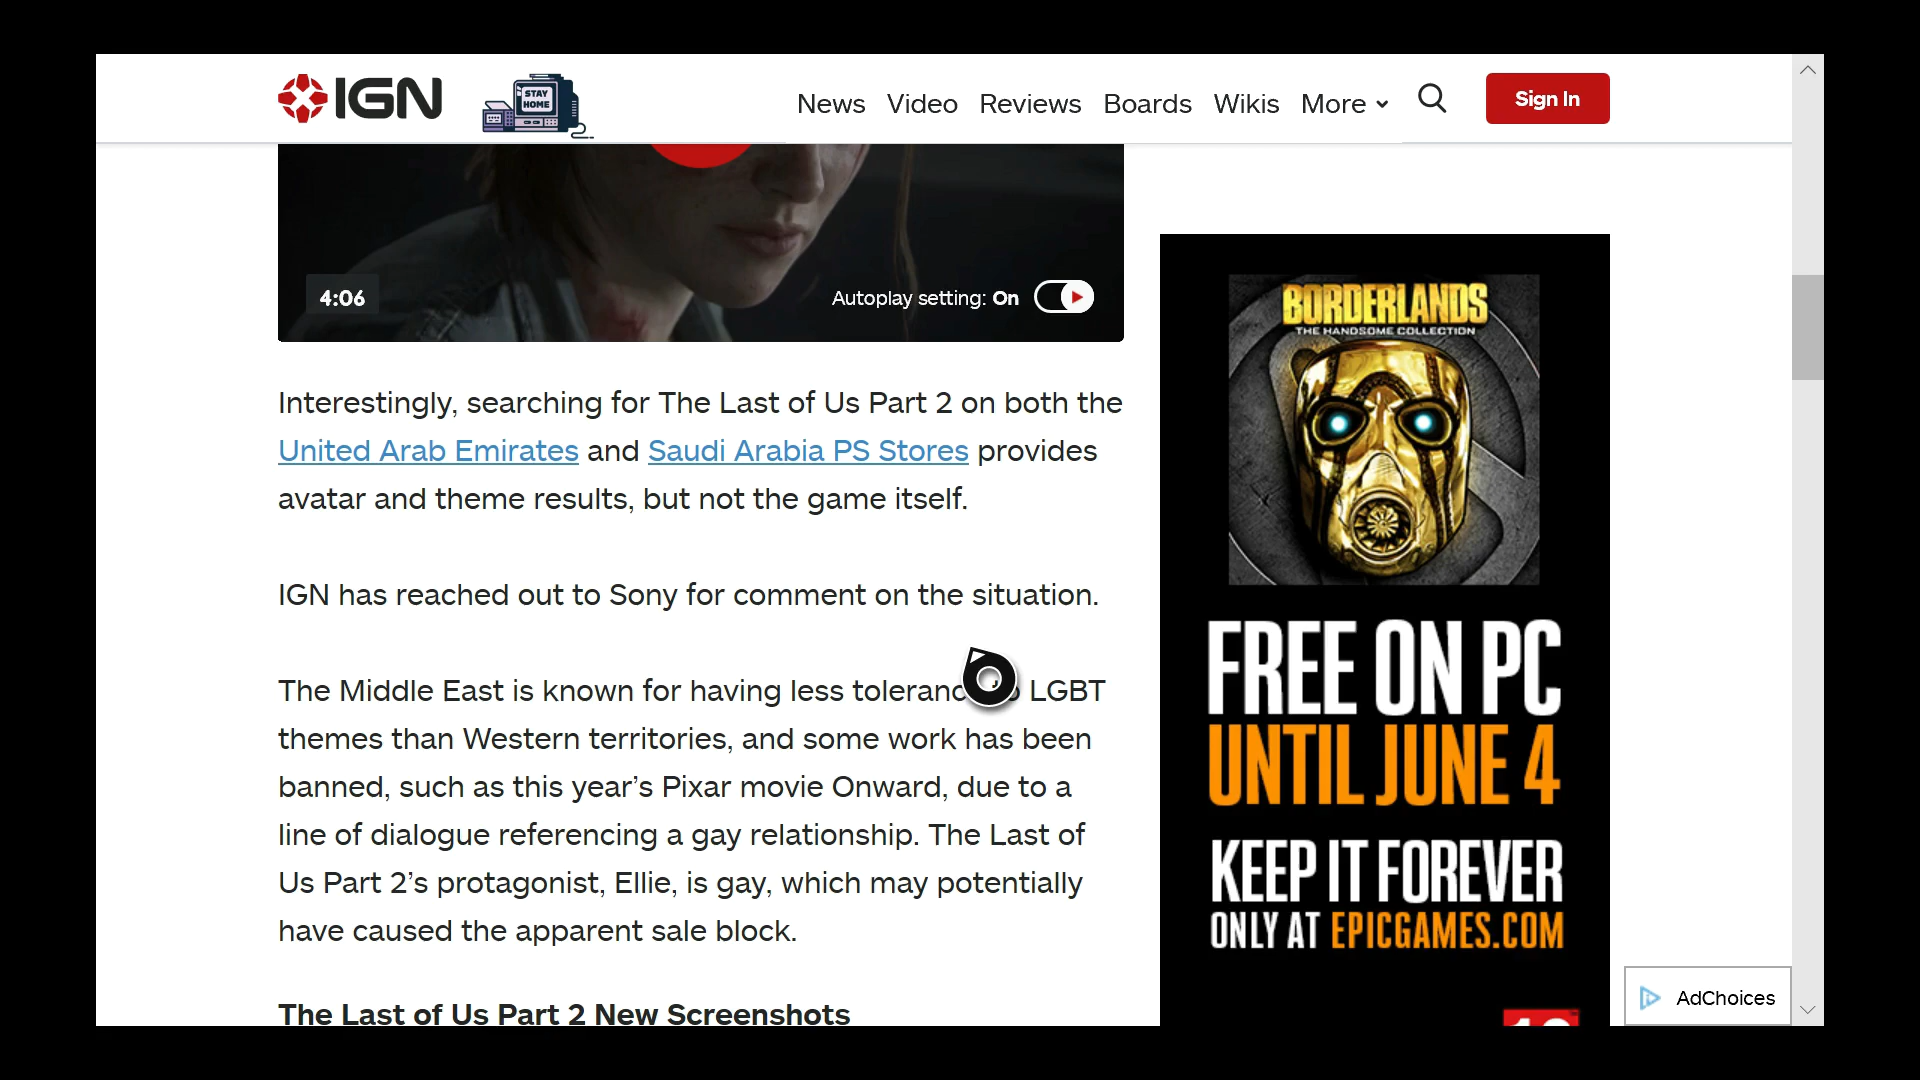 IGN
STAY
HOME
News Video Reviews Boards Wikis More
Sign In
4:06
Autoplay setting: On
Interestingly, searching for The Last of Us Part 2 on both the
United Arab Emirates and Saudi Arabia PS Stores provides
avatar and theme results, but not the game itself.
IGN has reached out to Sony for comment on the situation.
The Middle East is known for having less LGBT
themes than Western territories, and some work has been
banned, such as this year’s Pixar movie Onward, due to a
line of dialogue referencing a gay relationship. The Last of
Us Part 2’s protagonist, Ellie, is gay, which may potentially
have caused the apparent sale block.
The Last of Us Part 2 New Screenshots
BORDERLANDS
THE HANDSOME COLLECTION
FREE ON PC
UNTIL JUNE 4
KEEP IT FOREVER
ONLY AT EPICGAMES.COM
AdChoices